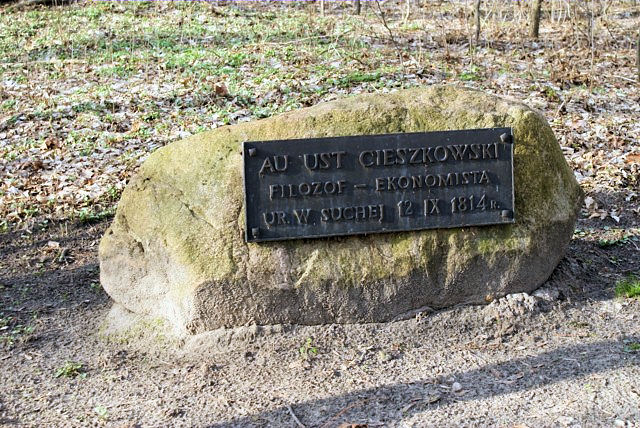 AU UST CIESZKOWSKI
FILOZOF – EKONOMISTA
UR. W. SUCHEJ 12 IX 1814 R.